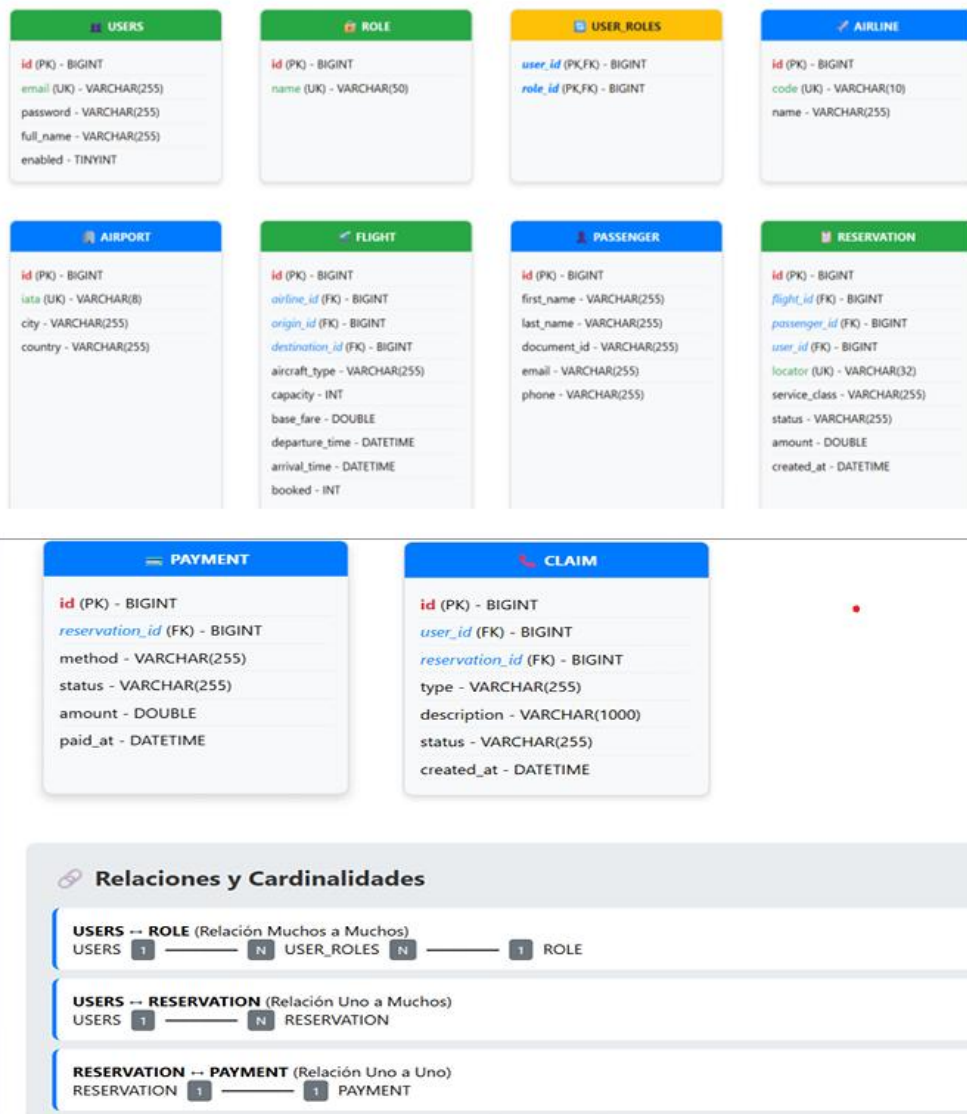 USERS
id (PK) - BIGINT
email (UK) - VARCHAR(255)
password - VARCHAR(255)
full_name - VARCHAR(255)
enabled - TINYINT
ROLE
id (PK) - BIGINT
name (UK) - VARCHAR(50)
USER_ROLES
user_id (PK,FK) - BIGINT
role_id (PK,FK) - BIGINT
AIRLINE
id (PK) - BIGINT
code (UK) - VARCHAR(10)
name - VARCHAR(255)
AIRPORT
id (PK) - BIGINT
iata (UK) - VARCHAR(8)
city - VARCHAR(255)
country - VARCHAR(255)
FLIGHT
id (PK) - BIGINT
airline_id (FK) - BIGINT
origin_id (FK) - BIGINT
destination_id (FK) - BIGINT
aircraft_type - VARCHAR(255)
capacity - INT
base_fare - DOUBLE
departure_time - DATETIME
arrival_time - DATETIME
booked - INT
PASSENGER
id (PK) - BIGINT
first_name - VARCHAR(255)
last_name - VARCHAR(255)
document_id - VARCHAR(255)
email - VARCHAR(255)
phone - VARCHAR(255)
RESERVATION
id (PK) - BIGINT
flight_id (FK) - BIGINT
passenger_id (FK) - BIGINT
user_id (FK) - BIGINT
locator (UK) - VARCHAR(32)
service_class - VARCHAR(255)
status - VARCHAR(255)
amount - DOUBLE
created_at - DATETIME
PAYMENT
id (PK) - BIGINT
reservation_id (FK) - BIGINT
method - VARCHAR(255)
status - VARCHAR(255)
amount - DOUBLE
paid_at - DATETIME
CLAIM
id (PK) - BIGINT
user_id (FK) - BIGINT
reservation_id (FK) - BIGINT
type - VARCHAR(255)
description - VARCHAR(1000)
status - VARCHAR(255)
created_at - DATETIME
Relaciones y Cardinalidades
USERS ↔ ROLE (Relación Muchos a Muchos)
USERS 1 ——— N USER_ROLES N ——— 1 ROLE
USERS ↔ RESERVATION (Relación Uno a Muchos)
USERS 1 ——— N RESERVATION
RESERVATION ↔ PAYMENT (Relación Uno a Uno)
RESERVATION 1 ——— 1 PAYMENT